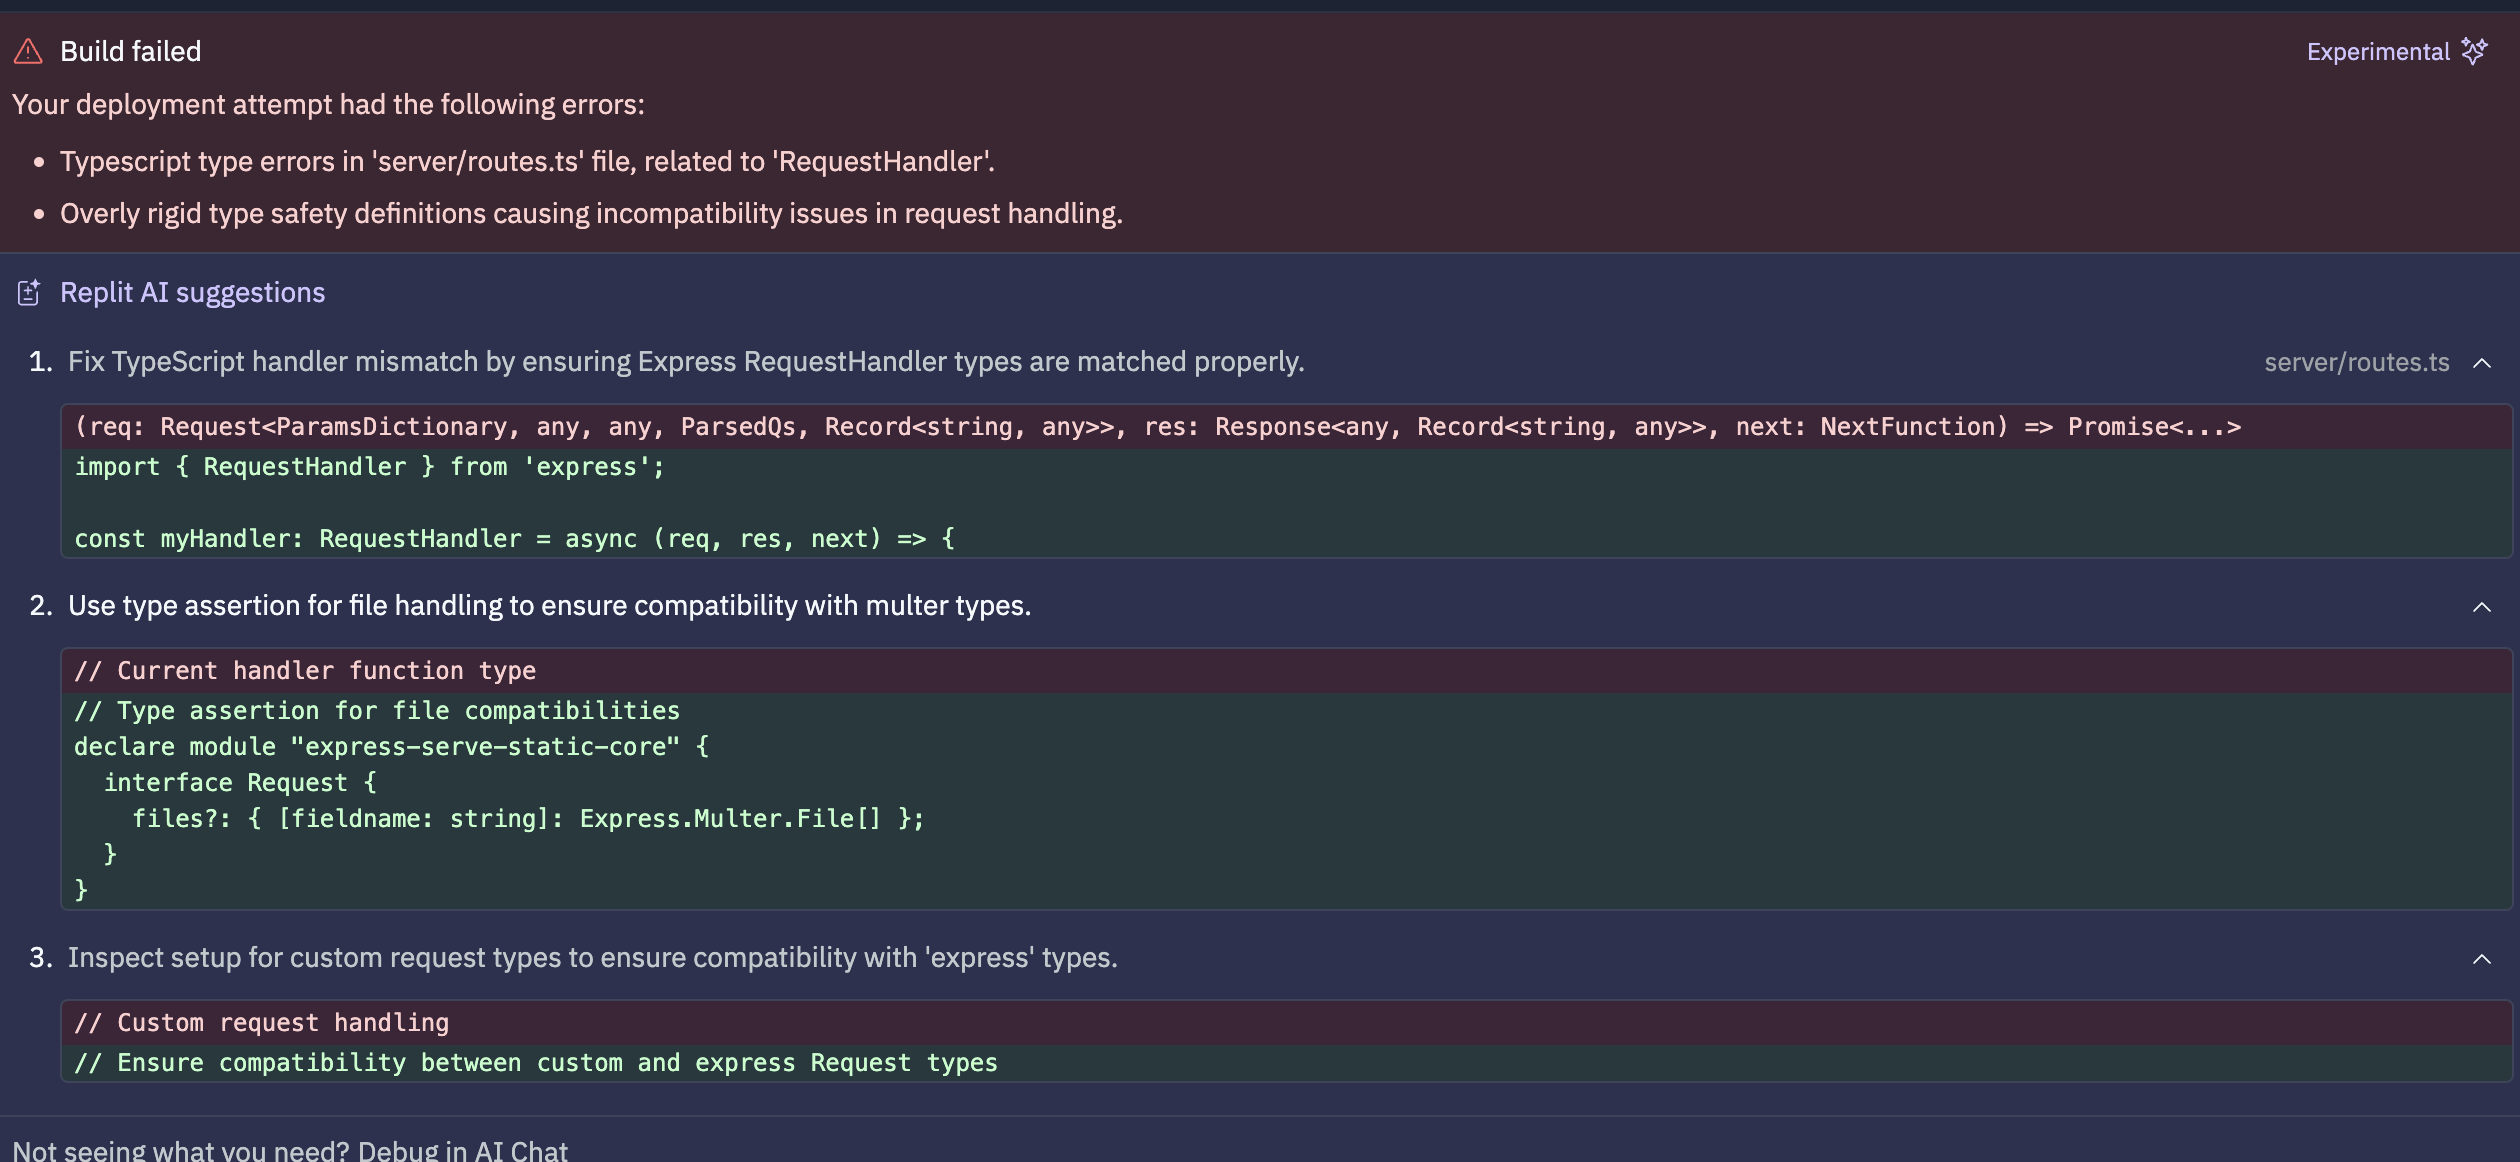 Build failed
Experimental
Your deployment attempt had the following errors:
• Typescript type errors in 'server/routes.ts' file, related to 'RequestHandler'.
• Overly rigid type safety definitions causing incompatibility issues in request handling.
Replit AI suggestions
1. Fix TypeScript handler mismatch by ensuring Express RequestHandler types are matched properly.
server/routes.ts
(req: Request<ParamsDictionary, any, any, ParsedQs, Record<string, any>>, res: Response<any, Record<string, any>>, next: NextFunction) => Promise<...>
import { RequestHandler } from 'express';
const myHandler: RequestHandler = async (req, res, next) => {
2. Use type assertion for file handling to ensure compatibility with multer types.
// Current handler function type
// Type assertion for file compatibilities
declare module "express-serve-static-core" {
  interface Request {
    files?: { [fieldname: string]: Express.Multer.File[] };
  }
}
3. Inspect setup for custom request types to ensure compatibility with 'express' types.
// Custom request handling
// Ensure compatibility between custom and express Request types
Not seeing what you need? Debug in AI Chat